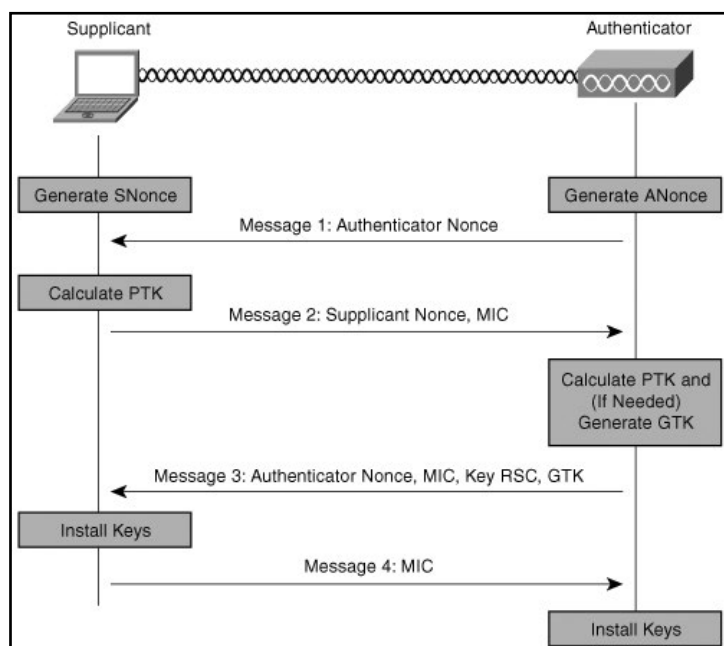 Supplicant
Authenticator
Generate SNonce
Generate ANonce
Message 1: Authenticator Nonce
Calculate PTK
Message 2: Supplicant Nonce, MIC
Calculate PTK and
(If Needed)
Generate GTK
Message 3: Authenticator Nonce, MIC, Key RSC, GTK
Install Keys
Message 4: MIC
Install Keys